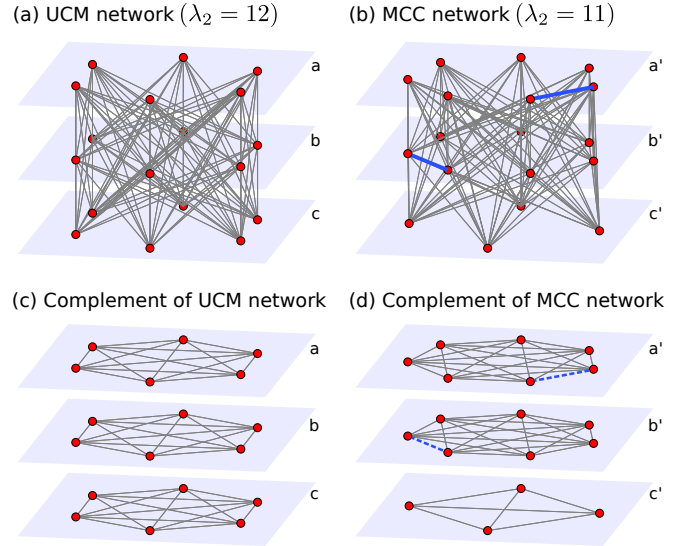 (a) UCM network (λ₂ = 12)
a
b
c
(b) MCC network (λ₂ = 11)
a'
b'
c'
(c) Complement of UCM network
a
b
c
(d) Complement of MCC network
a'
b'
c'